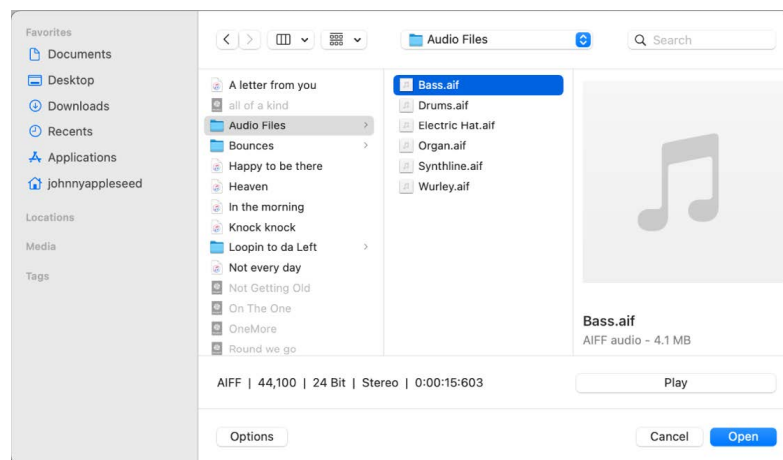 Favorites
Documents
Desktop
Downloads
Recents
Applications
johnnyappleseed
Locations
Media
Tags
Audio Files
Search
A letter from you
all of a kind
Audio Files
Bounces
Happy to be there
Heaven
In the morning
Knock knock
Loopin to da Left
Not every day
Not Getting Old
On The One
OneMore
Round we go
Bass.aif
Drums.aif
Electric Hat.aif
Organ.aif
Synthline.aif
Wurley.aif
Bass.aif
AIFF audio - 4.1 MB
AIFF | 44,100 | 24 Bit | Stereo | 0:00:15:603
Play
Options
Cancel
Open